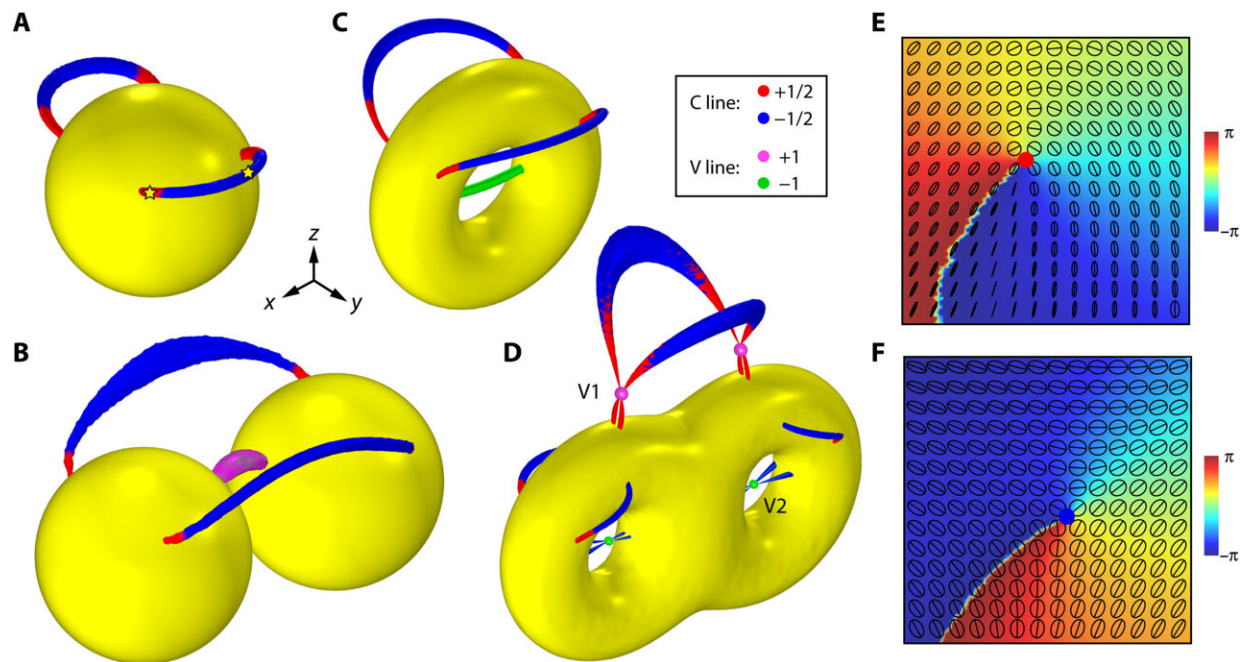 A
C
E
B
D
F
C line:
+1/2
−1/2
V line:
+1
−1
z
x
y
V1
V2
π
−π
π
−π